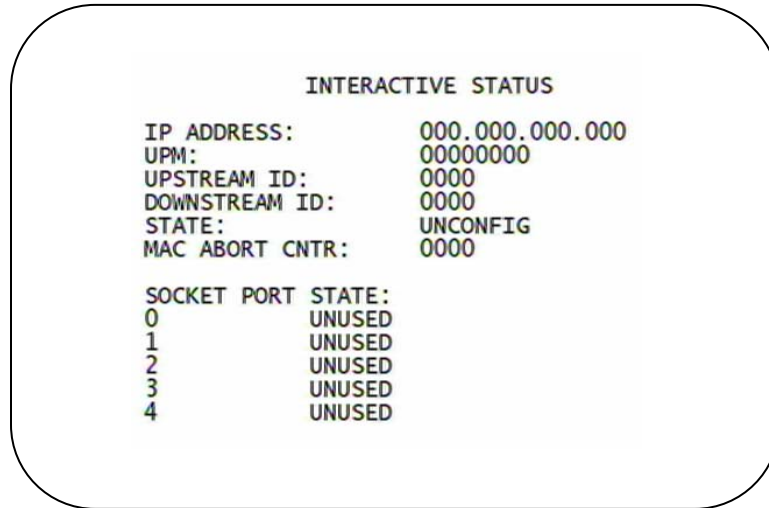 INTERACTIVE STATUS
IP ADDRESS: 000.000.000.000
UPM: 00000000
UPSTREAM ID: 0000
DOWNSTREAM ID: 0000
STATE: UNCONFIG
MAC ABORT CNTR: 0000
SOCKET PORT STATE:
0 UNUSED
1 UNUSED
2 UNUSED
3 UNUSED
4 UNUSED